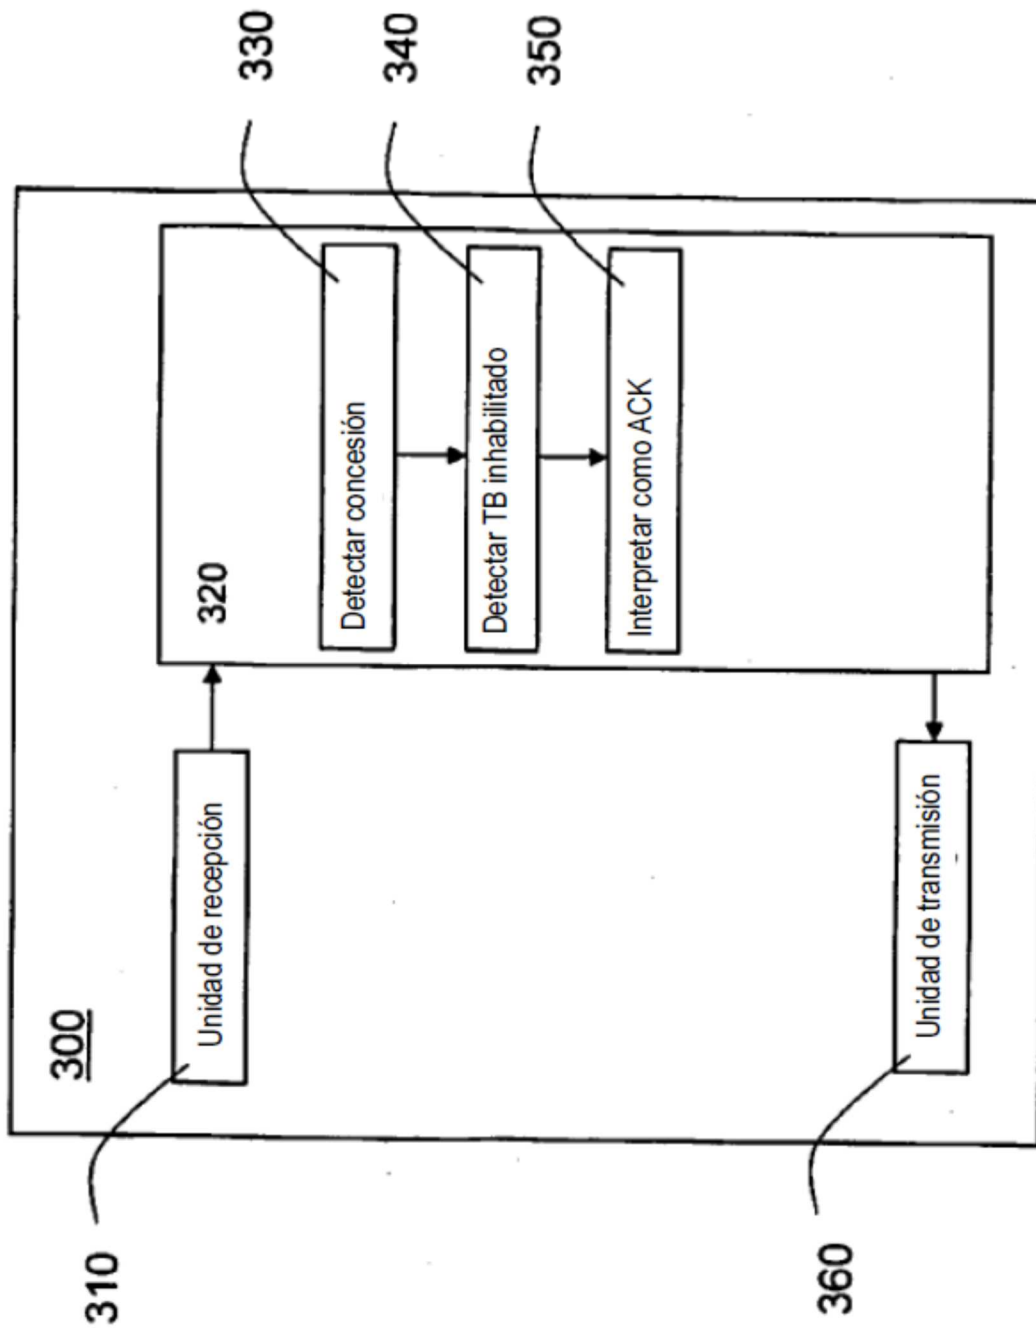 300
310
Unidad de recepción
320
Detectar concesión
330
Detectar TB inhabilitado
340
Interpretar como ACK
350
Unidad de transmisión
360